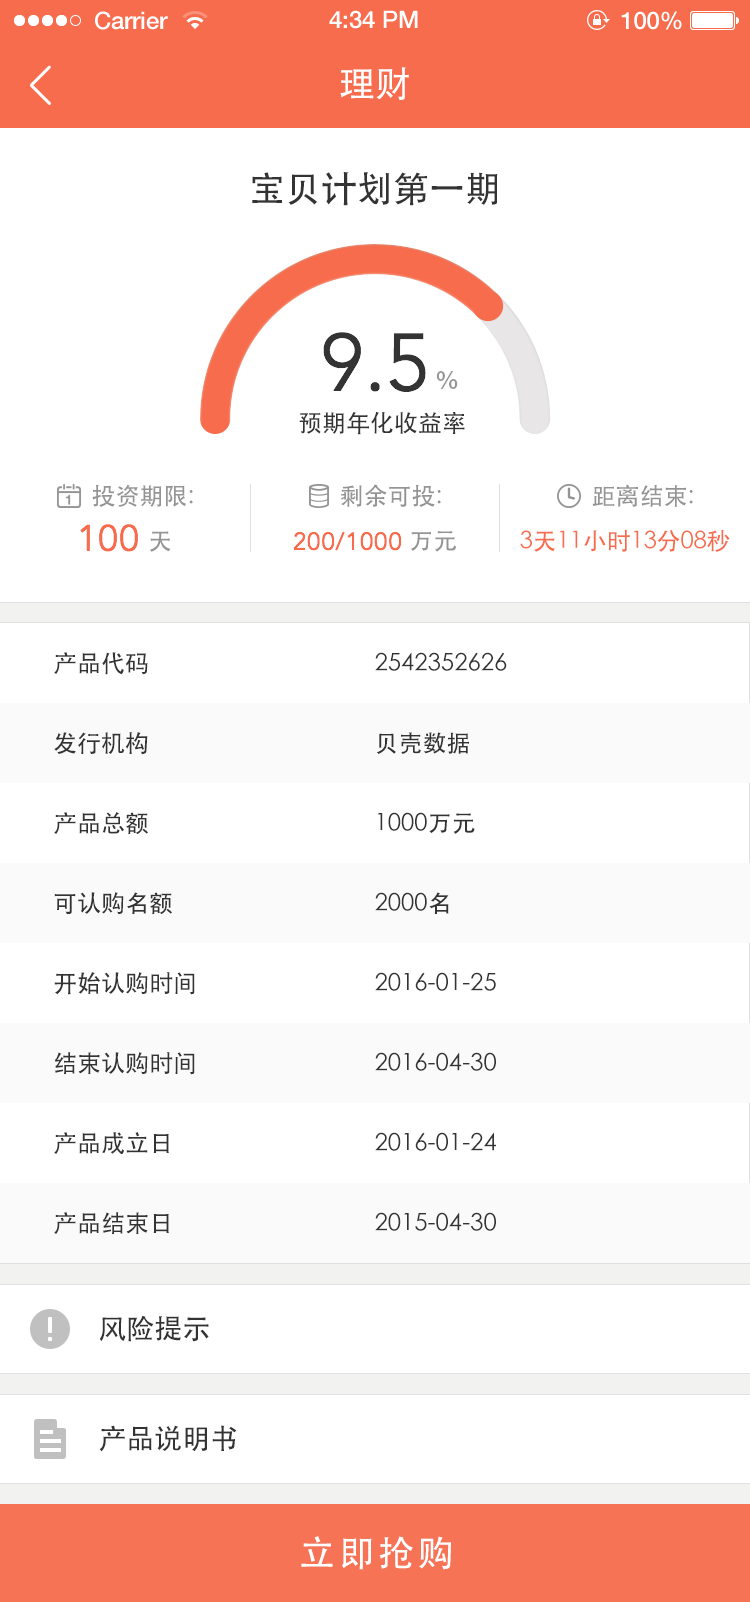 Carrier 4:34 PM 100%
理财
宝贝计划第一期
9.5 %
预期年化收益率
1 投资期限: 剩余可投: 距离结束:
100 天 200/1000 万元 3天11小时13分08秒
产品代码 2542352626
发行机构 贝壳数据
产品总额 1000万元
可认购名额 2000名
开始认购时间 2016-01-25
结束认购时间 2016-04-30
产品成立日 2016-01-24
产品结束日 2015-04-30
风险提示
产品说明书
立即抢购